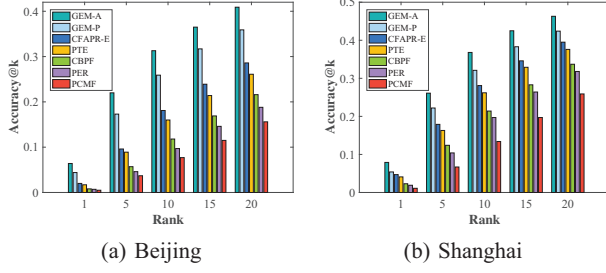 Accuracy@k
0.4
0.3
0.2
0.1
0
GEM-A
GEM-P
CFAPR-E
PTE
CBPF
PER
PCMF
1 5 10 15 20
Rank
(a) Beijing
Accuracy@k
0.5
0.4
0.3
0.2
0.1
0
GEM-A
GEM-P
CFAPR-E
PTE
CBPF
PER
PCMF
1 5 10 15 20
Rank
(b) Shanghai